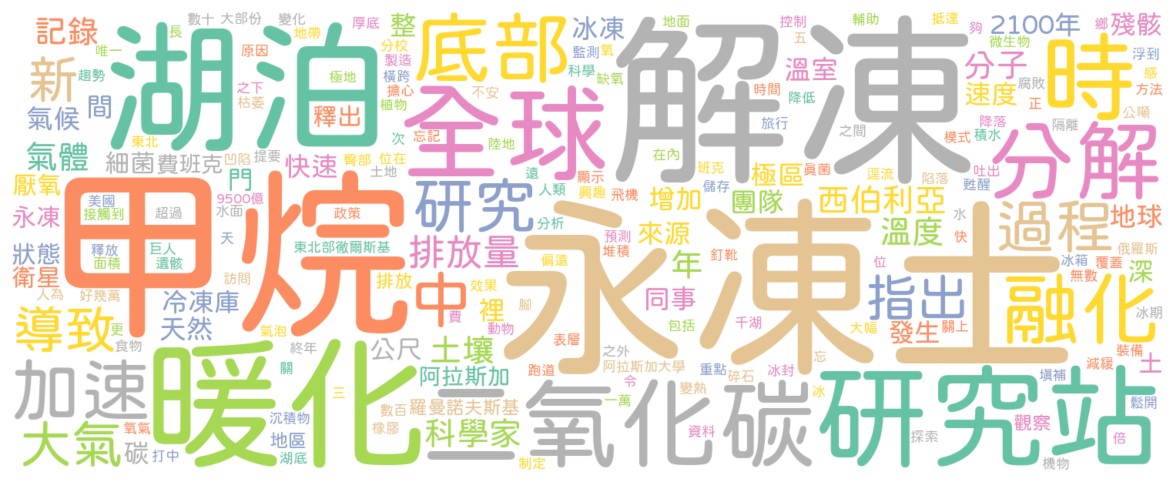 記錄
數十
大部份
變化
底部
冰凍
輔助
地面
抵達
2100年
鄉
殘骸
唯一
長
原因
地帶
厚底
整
控制
夠
微生物
湖泊
解凍
時
新
趨勢
極地
分校
製造
監測
氧
五
溫室
分子
浮到
氣候
間
之下
枯萎
橫跨
擔心
科學
缺氧
全球
時間
降低
速度
腐敗
感
方法
釋出
植物
不安
正
公噸
東北
次
忘記
陸地
之間
模式
降落
積水
隔離
分解
氣體
細菌
費班克
凹陷
提要
快速
臀部
位在
土地
在內
旅行
逕流
吐出
厭氧
門
遠
顯示
班克
極區
陷落
甦醒
美國
9500億
人類
興趣
眞菌
永凍
接觸到
超過
水面
政策
研究
飛機
儲存
增加
團隊
西伯利亞
水
過程
地球
甲烷
永凍土
狀態
釋放
巨人
天
東北部徹爾斯基
分析
預測
來源
溫度
快
俄羅斯
衛星
面積
遺骸
排放量
堆積
釘靴
位
冰箱
覆蓋
深
人為
好幾萬
訪問
排放
效果
中
裡
偏遠
年
同事
指出
無數
融化
冷凍庫
腳
包括
千湖
大幅
發生
關上
冰期
導致
天然
更
氣泡
費
動物
表層
減緩
裝備
食物
終年
公尺
土壤
之外
忘
土
加速
暖化
關
阿拉斯加
跑道
阿拉斯加大學
重點
碎石
冰封
冰
塡補
鬆開
三
數百
羅曼諾夫斯基
二氧化碳
令
一萬
變熱
研究站
大氣
氧氣
沉積物
橡膠
科學家
資料
觀察
倍
碳
打中
地區
湖底
制定
探索
機物